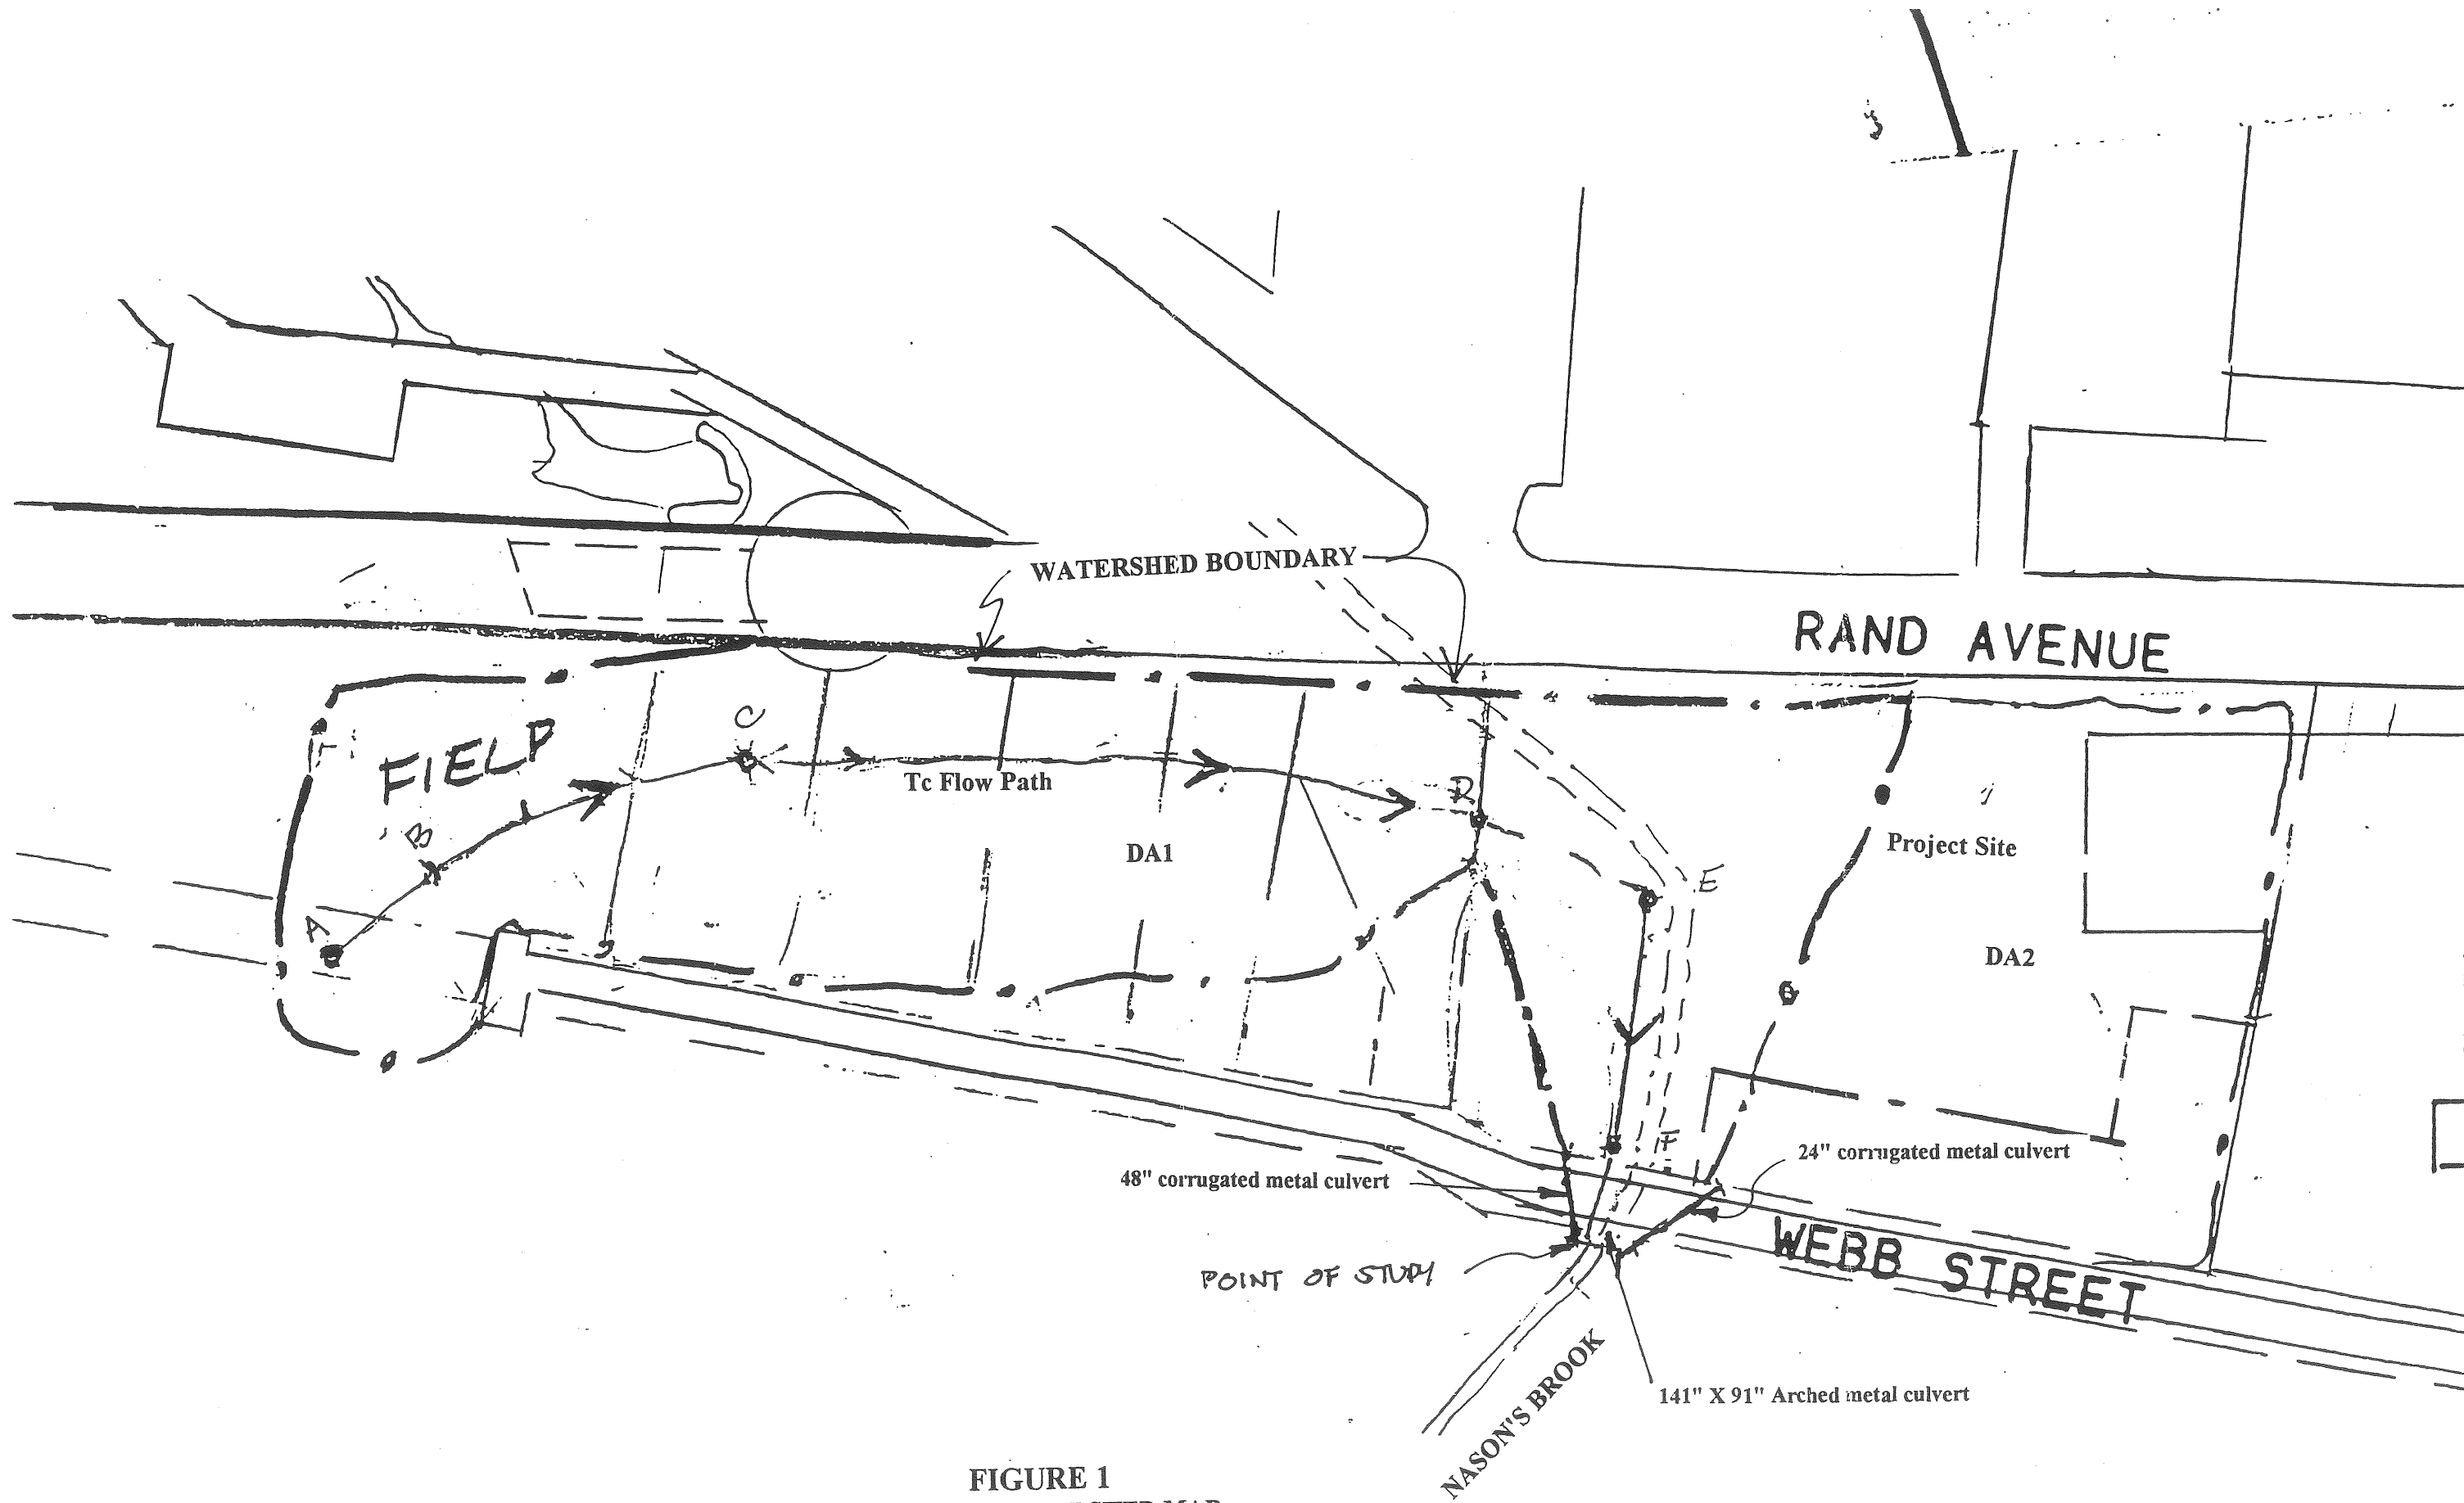 WATERSHED BOUNDARY
RAND AVENUE
C
FIELD
Tc Flow Path
D
B
DA1
Project Site
E
A
DA2
F
24" corrugated metal culvert
48" corrugated metal culvert
POINT OF STUDY
WEBB STREET
141" X 91" Arched metal culvert
NASON'S BROOK
FIGURE 1